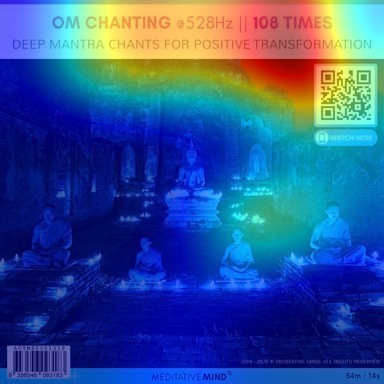 OM CHANTING @528Hz || 108 TIMES
DEEP MANTRA CHANTS FOR POSITIVE TRANSFORMATION
WATCH NOW
MEDITATIVE MIND®
54m : 14s